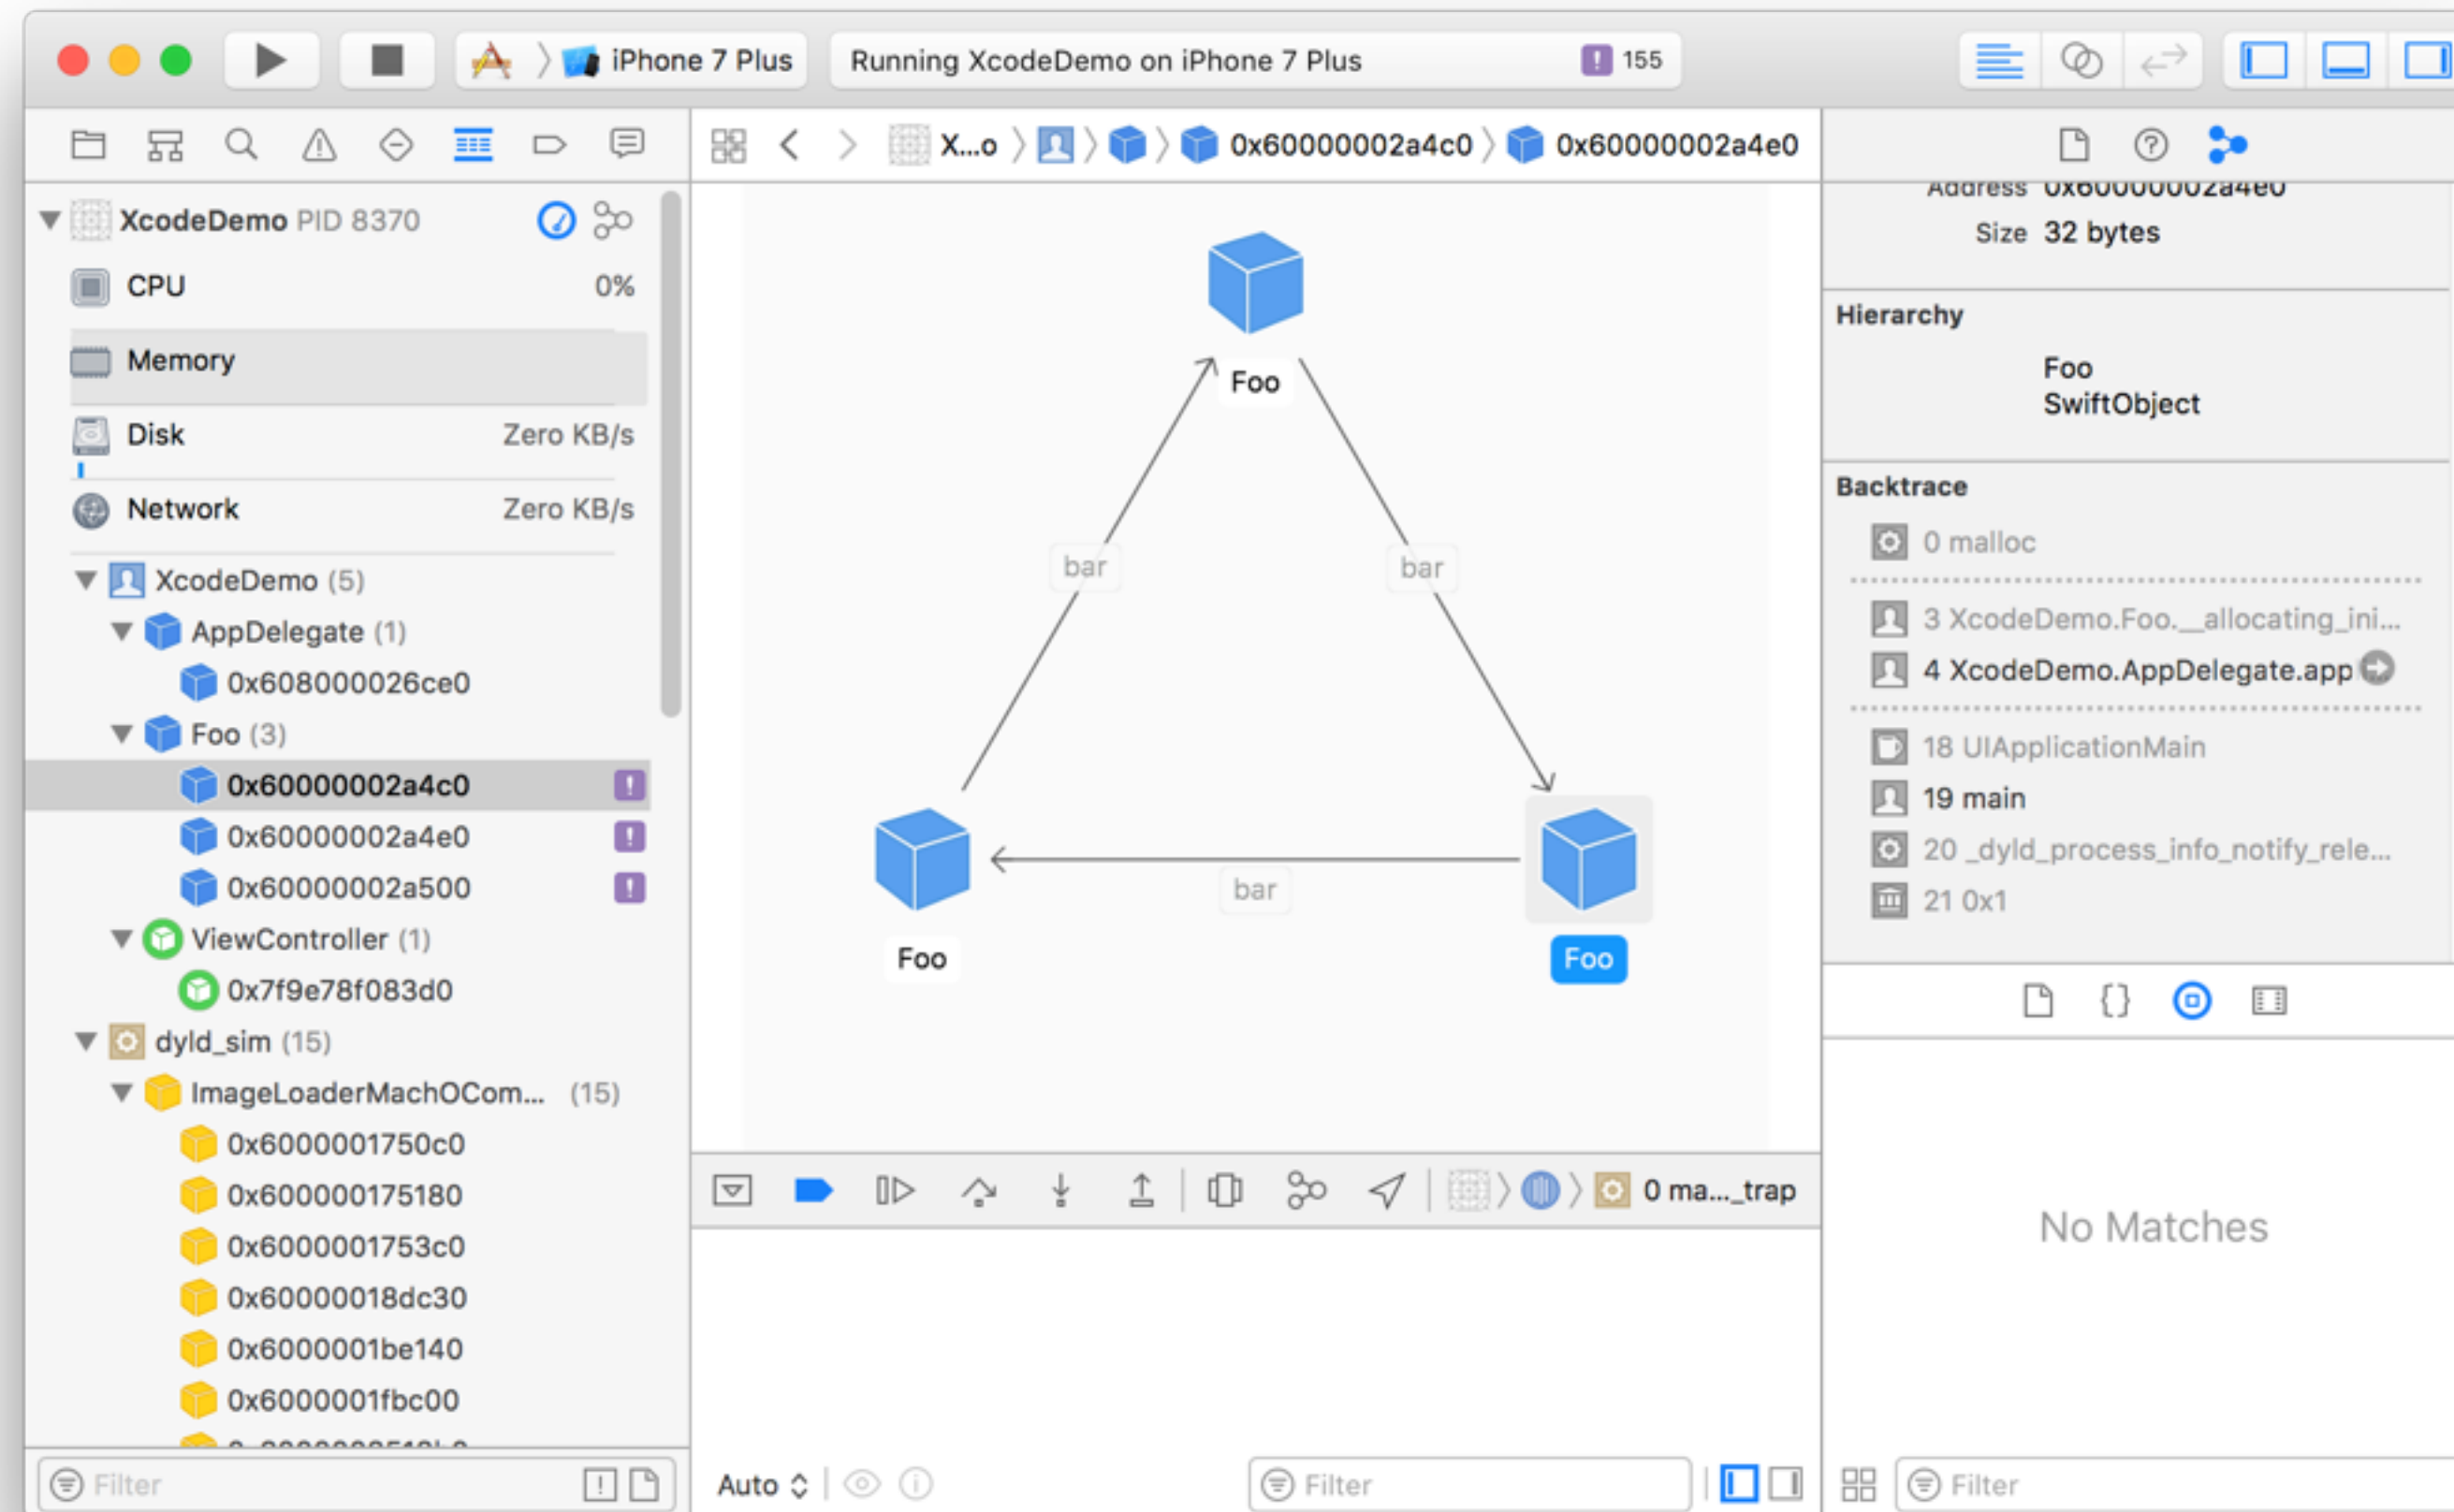 iPhone 7 Plus
Running XcodeDemo on iPhone 7 Plus
155
X...o
0x60000002a4c0
0x60000002a4e0
XcodeDemo PID 8370
CPU 0%
Memory
Disk Zero KB/s
Network Zero KB/s
XcodeDemo (5)
AppDelegate (1)
0x608000026ce0
Foo (3)
0x60000002a4c0
0x60000002a4e0
0x60000002a500
ViewController (1)
0x7f9e78f083d0
dyld_sim (15)
ImageLoaderMachOCom... (15)
0x6000001750c0
0x600000175180
0x6000001753c0
0x60000018dc30
0x6000001be140
0x6000001fbc00
Filter
Foo
bar
bar
bar
Foo
Foo
0 ma..._trap
Auto
Filter
Address 0x60000002a4e0
Size 32 bytes
Hierarchy
Foo
SwiftObject
Backtrace
0 malloc
3 XcodeDemo.Foo.__allocating_ini...
4 XcodeDemo.AppDelegate.app
18 UIApplicationMain
19 main
20 _dyld_process_info_notify_rele...
21 0x1
{}
No Matches
Filter